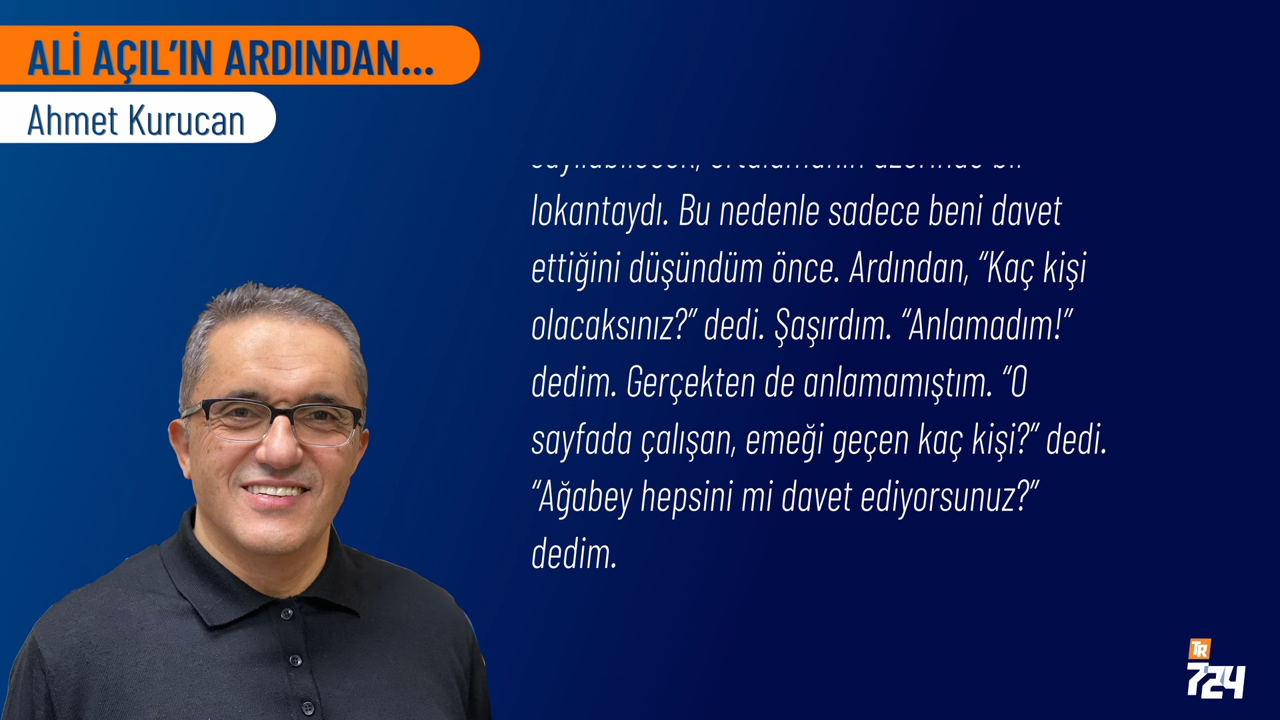 ALİ AÇIL’IN ARDINDAN...
Ahmet Kurucan
lokantaydı. Bu nedenle sadece beni davet
ettiğini düşündüm önce. Ardından, “Kaç kişi
olacaksınız?” dedi. Şaşırdım. “Anlamadım!”
dedim. Gerçekten de anlamamıştım. “O
sayfada çalışan, emeği geçen kaç kişi?” dedi.
“Ağabey hepsini mi davet ediyorsunuz?”
dedim.
TR
724